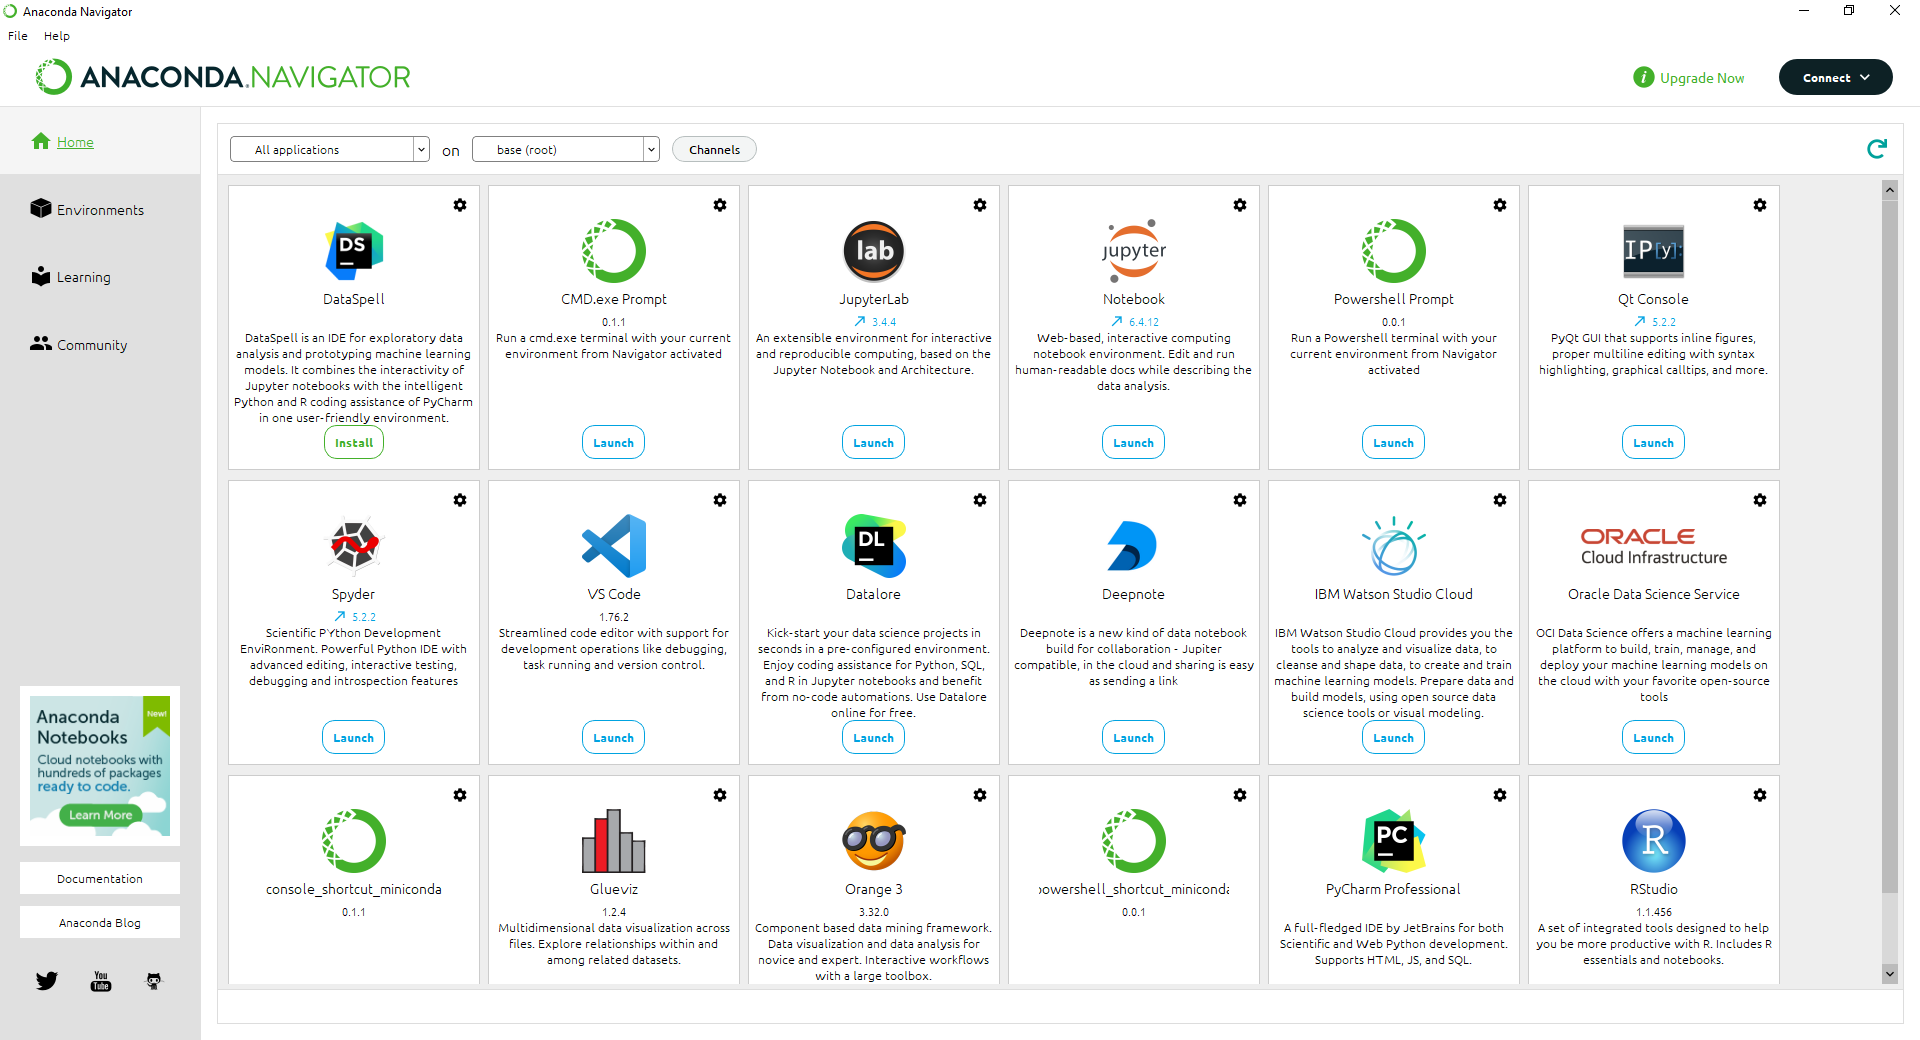 Anaconda Navigator
File Help
ANACONDA.NAVIGATOR
Upgrade Now
Connect
Home
Environments
Learning
Community
Anaconda
Notebooks
New!
Cloud notebooks with
hundreds of packages
ready to code.
Learn More
Documentation
Anaconda Blog
You
Tube
All applications on base (root) Channels
DS
DataSpell
DataSpell is an IDE for exploratory data
analysis and prototyping machine learning
models. It combines the interactivity of
Jupyter notebooks with the intelligent
Python and R coding assistance of PyCharm
in one user-friendly environment.
Install
CMD.exe Prompt
0.1.1
Run a cmd.exe terminal with your current
environment from Navigator activated
Launch
lab
JupyterLab
3.4.4
An extensible environment for interactive
and reproducible computing, based on the
Jupyter Notebook and Architecture.
Launch
jupyter
Notebook
6.4.12
Web-based, interactive computing
notebook environment. Edit and run
human-readable docs while describing the
data analysis.
Launch
Powershell Prompt
0.0.1
Run a Powershell terminal with your
current environment from Navigator
activated
Launch
IP[y]:
Qt Console
5.2.2
PyQt GUI that supports inline figures,
proper multiline editing with syntax
highlighting, graphical calltips, and more.
Launch
Spyder
5.2.2
Scientific PYthon Development
EnviRonment. Powerful Python IDE with
advanced editing, interactive testing,
debugging and introspection features
Launch
VS Code
1.76.2
Streamlined code editor with support for
development operations like debugging,
task running and version control.
Launch
DL
Datalore
Kick-start your data science projects in
seconds in a pre-configured environment.
Enjoy coding assistance for Python, SQL,
and R in Jupyter notebooks and benefit
from no-code automations. Use Datalore
online for free.
Launch
Deepnote
Deepnote is a new kind of data notebook
build for collaboration - Jupiter
compatible, in the cloud and sharing is easy
as sending a link
Launch
IBM Watson Studio Cloud
IBM Watson Studio Cloud provides you the
tools to analyze and visualize data, to
cleanse and shape data, to create and train
machine learning models. Prepare data and
build models, using open source data
science tools or visual modeling.
Launch
ORACLE
Cloud Infrastructure
Oracle Data Science Service
OCI Data Science offers a machine learning
platform to build, train, manage, and
deploy your machine learning models on
the cloud with your favorite open-source
tools
Launch
console_shortcut_miniconda
0.1.1
Glueviz
1.2.4
Multidimensional data visualization across
files. Explore relationships within and
among related datasets.
Orange 3
3.32.0
Component based data mining framework.
Data visualization and data analysis for
novice and expert. Interactive workflows
with a large toolbox.
powershell_shortcut_miniconda
0.0.1
PC
PyCharm Professional
A full-fledged IDE by JetBrains for both
Scientific and Web Python development.
Supports HTML, JS, and SQL.
R
RStudio
1.1.456
A set of integrated tools designed to help
you be more productive with R. Includes R
essentials and notebooks.